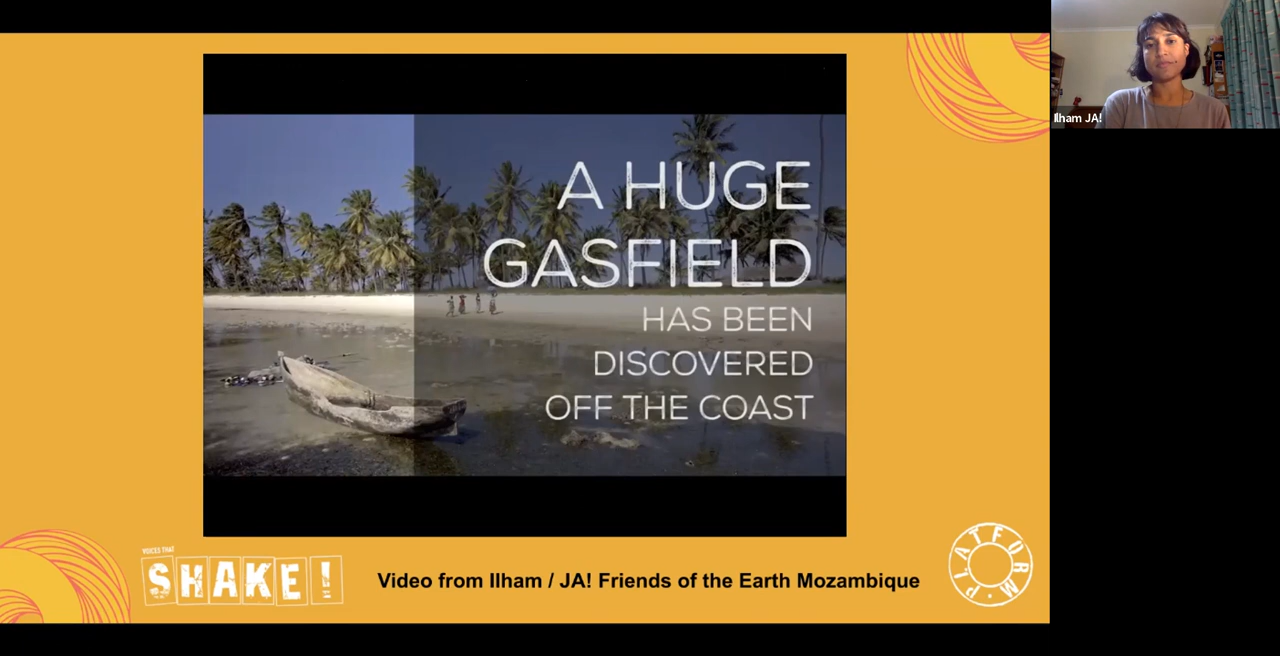 A HUGE
GASFIELD
HAS BEEN
DISCOVERED
OFF THE COAST
Ilham JA!
VOICES THAT
SHAKE!
Video from Ilham / JA! Friends of the Earth Mozambique
PLATFORM